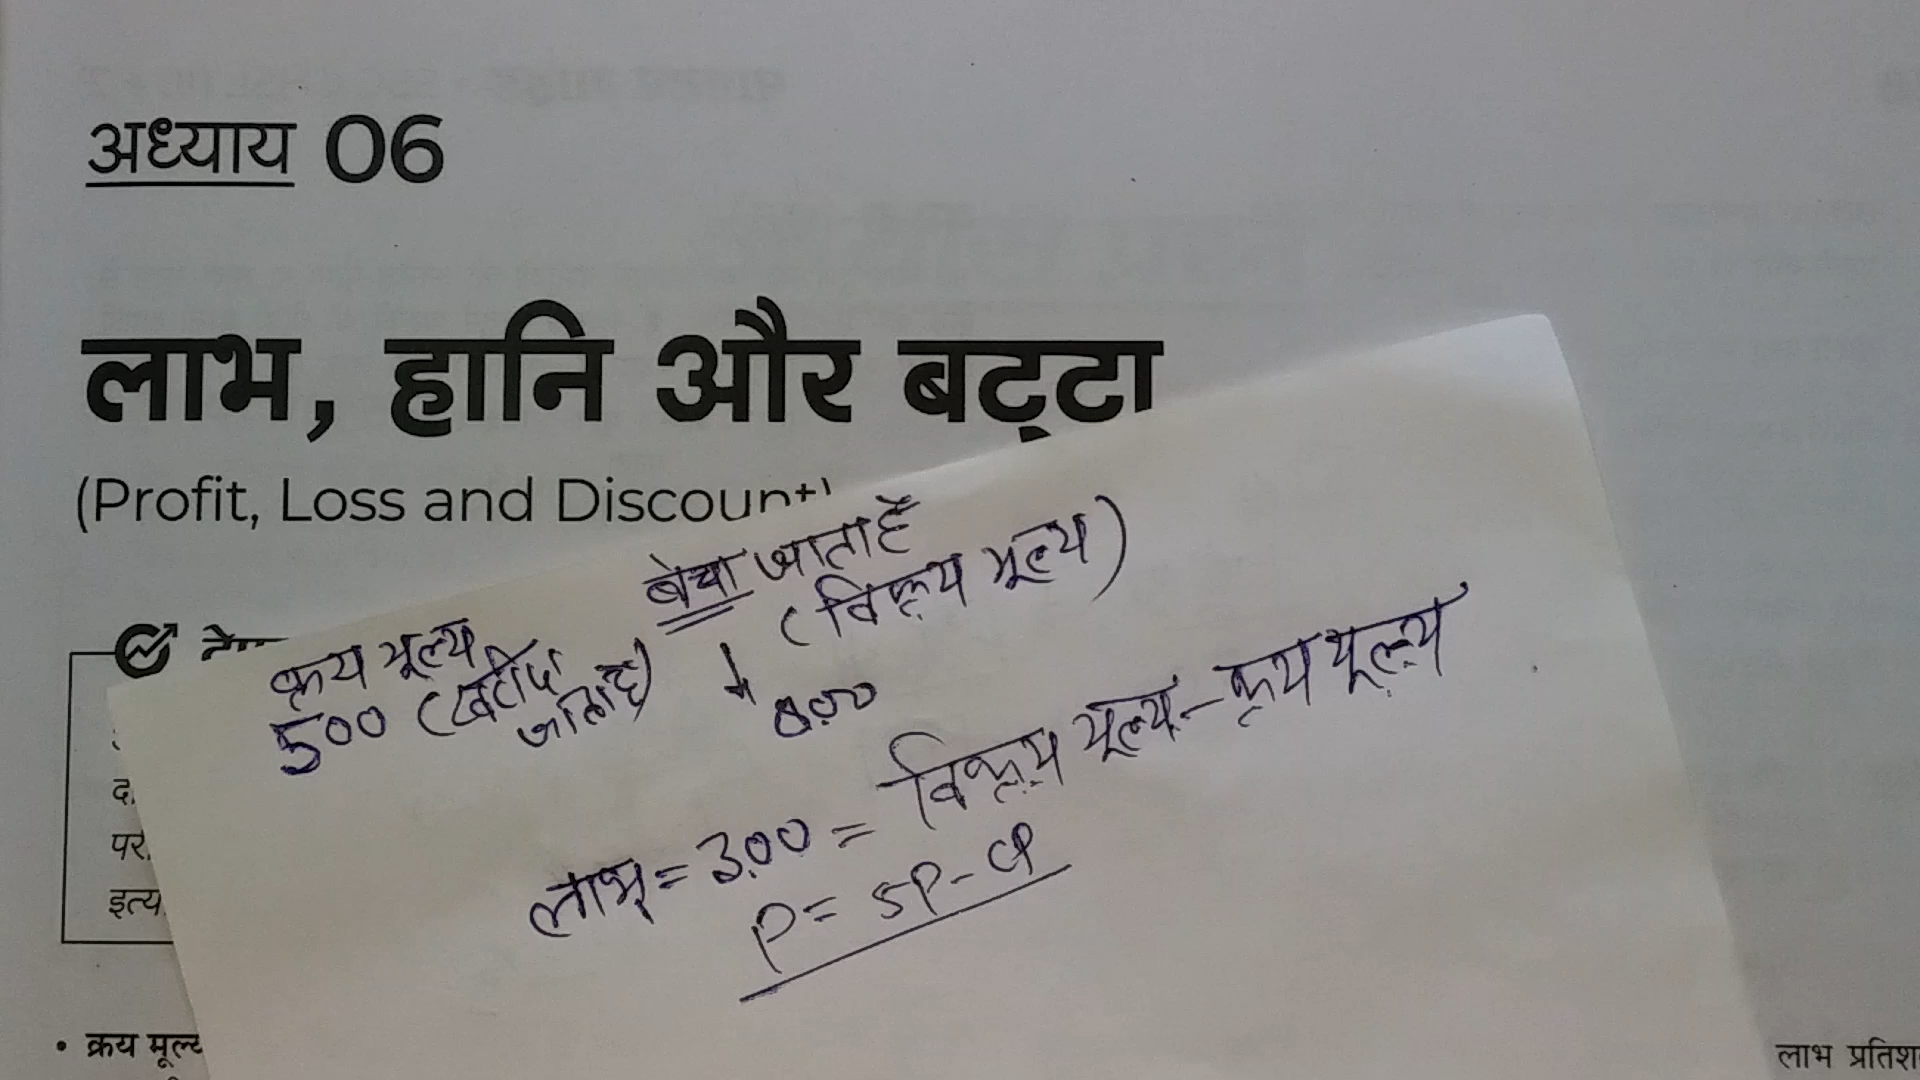 अध्याय 06
लाभ, हानि और बट्टा
(Profit, Loss and Discount)
बेचा जाता है
(विक्रय मूल्य)
क्रय मूल्य
500 (खरीदा
जाता है)
800
लाभ = 300 = विक्रय मूल्य - क्रय मूल्य
P = SP - CP
इत्य
• क्रय मूल्य
लाभ प्रतिश